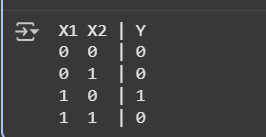 X1 X2 | Y
0 0 | 0
0 1 | 0
1 0 | 1
1 1 | 0